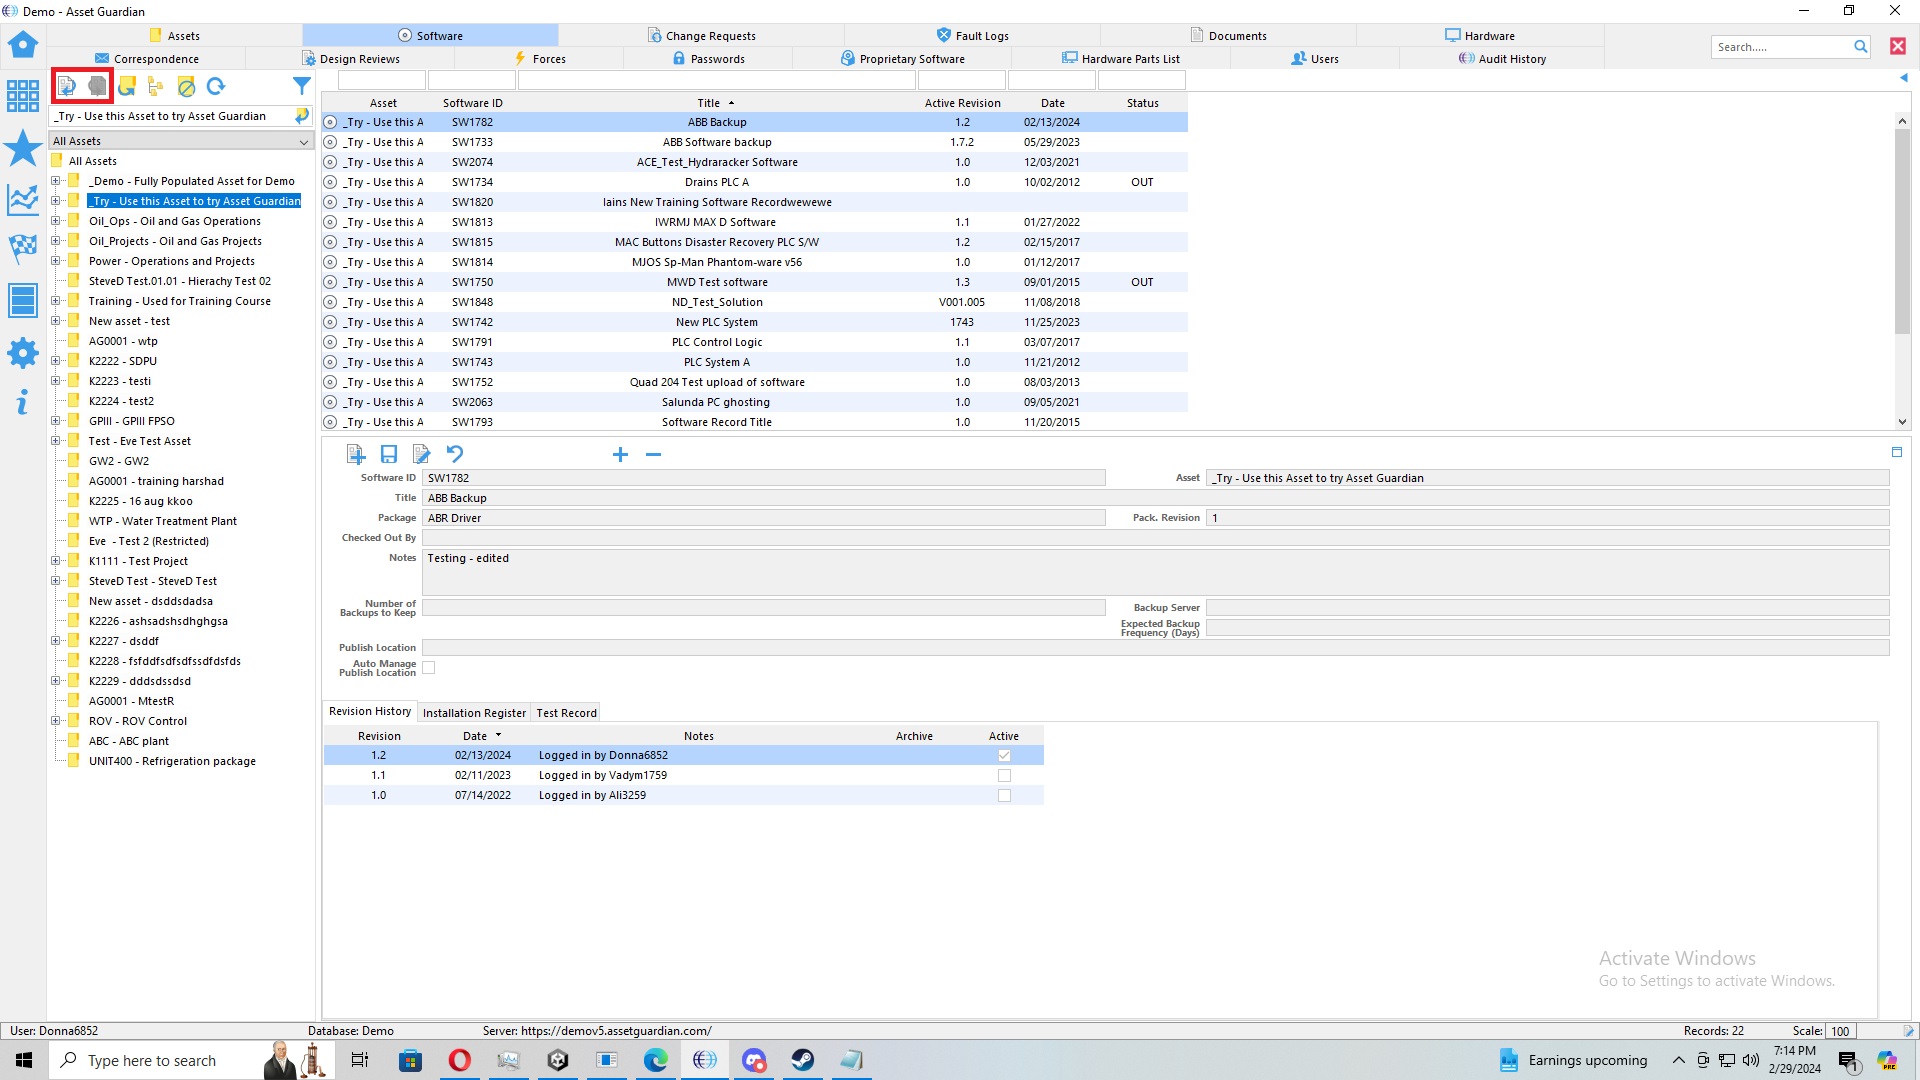 Demo - Asset Guardian
Assets
Software
Change Requests
Fault Logs
Documents
Hardware
Correspondence
Design Reviews
Forces
Passwords
Proprietary Software
Hardware Parts List
Users
Audit History
Search.....
_Try - Use this Asset to try Asset Guardian
All Assets
All Assets
_Demo - Fully Populated Asset for Demo
_Try - Use this Asset to try Asset Guardian
Oil_Ops - Oil and Gas Operations
Oil_Projects - Oil and Gas Projects
Power - Operations and Projects
SteveD Test.01.01 - Hierachy Test 02
Training - Used for Training Course
New asset - test
AG0001 - wtp
K2222 - SDPU
K2223 - testi
K2224 - test2
GPIII - GPIII FPSO
Test - Eve Test Asset
GW2 - GW2
AG0001 - training harshad
K2225 - 16 aug kkoo
WTP - Water Treatment Plant
Eve - Test 2 (Restricted)
K1111 - Test Project
SteveD Test - SteveD Test
New asset - dsddsdadsa
K2226 - ashsadshsdhghgsa
K2227 - dsddf
K2228 - fsfddfsdfsdfssdfdsfds
K2229 - dddsdssdsd
AG0001 - MtestR
ROV - ROV Control
ABC - ABC plant
UNIT400 - Refrigeration package
Asset Software ID Title Active Revision Date Status
_Try - Use this A SW1782 ABB Backup 1.2 02/13/2024
_Try - Use this A SW1733 ABB Software backup 1.7.2 05/29/2023
_Try - Use this A SW2074 ACE_Test_Hydraracker Software 1.0 12/03/2021
_Try - Use this A SW1734 Drains PLC A 1.0 10/02/2012 OUT
_Try - Use this A SW1820 Iains New Training Software Recordwewewe
_Try - Use this A SW1813 IWRMJ MAX D Software 1.1 01/27/2022
_Try - Use this A SW1815 MAC Buttons Disaster Recovery PLC S/W 1.2 02/15/2017
_Try - Use this A SW1814 MJOS Sp-Man Phantom-ware v56 1.0 01/12/2017
_Try - Use this A SW1750 MWD Test software 1.3 09/01/2015 OUT
_Try - Use this A SW1848 ND_Test_Solution V001.005 11/08/2018
_Try - Use this A SW1742 New PLC System 1743 11/25/2023
_Try - Use this A SW1791 PLC Control Logic 1.1 03/07/2017
_Try - Use this A SW1743 PLC System A 1.0 11/21/2012
_Try - Use this A SW1752 Quad 204 Test upload of software 1.0 08/03/2013
_Try - Use this A SW2063 Salunda PC ghosting 1.0 09/05/2021
_Try - Use this A SW1793 Software Record Title 1.0 11/20/2015
Software ID SW1782 Asset _Try - Use this Asset to try Asset Guardian
Title ABB Backup
Package ABR Driver Pack. Revision 1
Checked Out By
Notes Testing - edited
Number of Backups to Keep Backup Server
Expected Backup Frequency (Days)
Publish Location
Auto Manage Publish Location
Revision History Installation Register Test Record
Revision Date Notes Archive Active
1.2 02/13/2024 Logged in by Donna6852
1.1 02/11/2023 Logged in by Vadym1759
1.0 07/14/2022 Logged in by Ali3259
Activate Windows
Go to Settings to activate Windows.
User: Donna6852 Database: Demo Server: https://demov5.assetguardian.com/ Records: 22 Scale: 100
Type here to search
Earnings upcoming
7:14 PM
2/29/2024
1
PRE